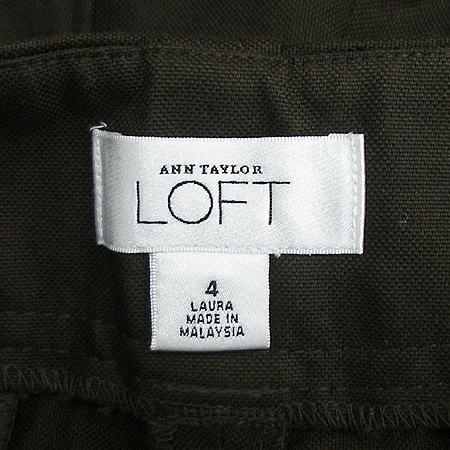 ANN TAYLOR
LOFT
4
LAURA
MADE IN
MALAYSIA